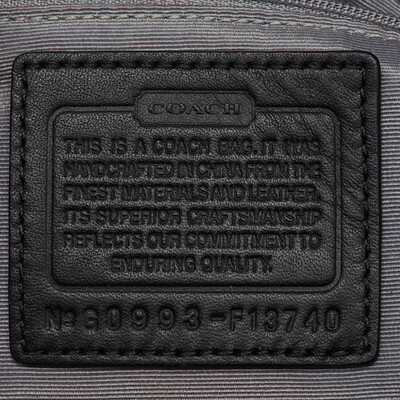 COACH
THIS IS A COACH BAG. IT WAS
HANDCRAFTED IN CHINA FROM THE
FINEST MATERIALS AND LEATHER.
ITS SUPERIOR CRAFTSMANSHIP
REFLECTS OUR COMMITMENT TO
ENDURING QUALITY.
No G0993-F13740